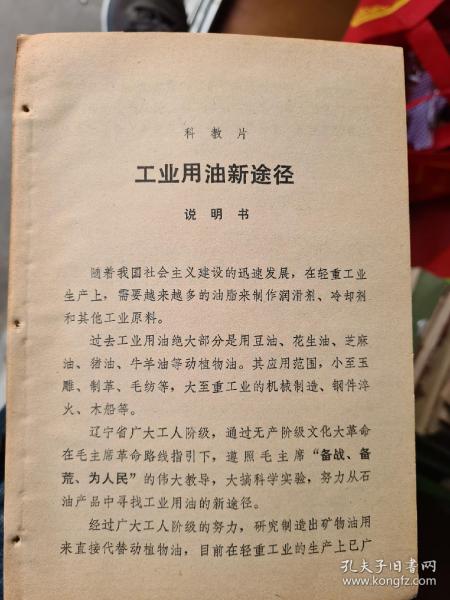 科教片
工业用油新途径
说明书
随着我国社会主义建设的迅速发展，在轻重工业
生产上，需要越来越多的油脂来制作润滑剂、冷却剂
和其他工业原料。
过去工业用油绝大部分是用豆油、花生油、芝麻
油、猪油、牛羊油等动植物油。其应用范围，小至玉
雕、制革、毛纺等，大至重工业的机械制造、钢件淬
火、木船等。
辽宁省广大工人阶级，通过无产阶级文化大革命
在毛主席革命路线指引下，遵照毛主席“备战、备
荒、为人民”的伟大教导，大搞科学实验，努力从石
油产品中寻找工业用油的新途径。
经过广大工人阶级的努力，研究制造出矿物油用
来直接代替动植物油，目前在轻重工业的生产上已广
孔夫子旧书网
www.kongfz.com